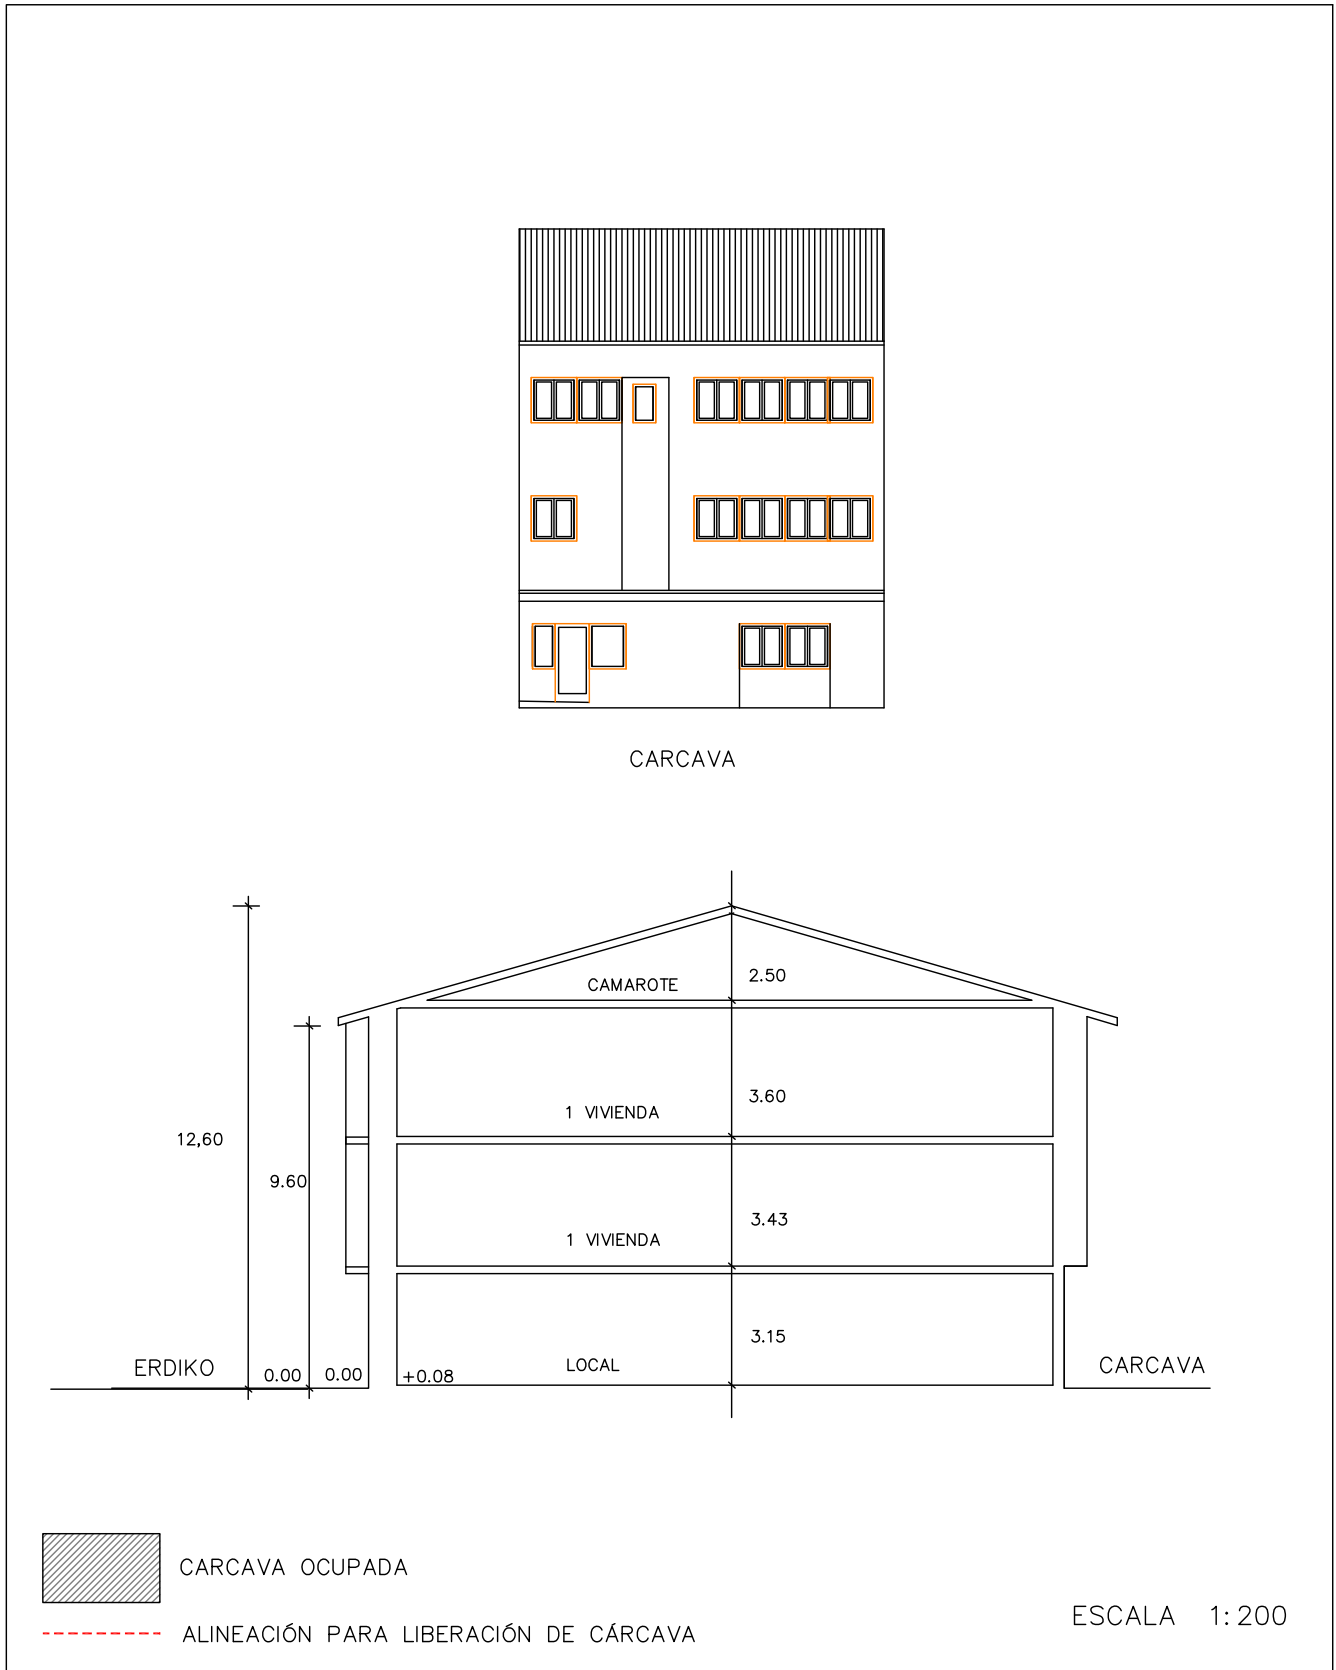 CARCAVA
CAMAROTE 2.50
3.60
1 VIVIENDA
12,60
9.60
3.43
1 VIVIENDA
3.15
LOCAL
ERDIKO 0.00 0.00 +0.08 CARCAVA
CARCAVA OCUPADA
ALINEACIÓN PARA LIBERACIÓN DE CÁRCAVA
ESCALA 1:200